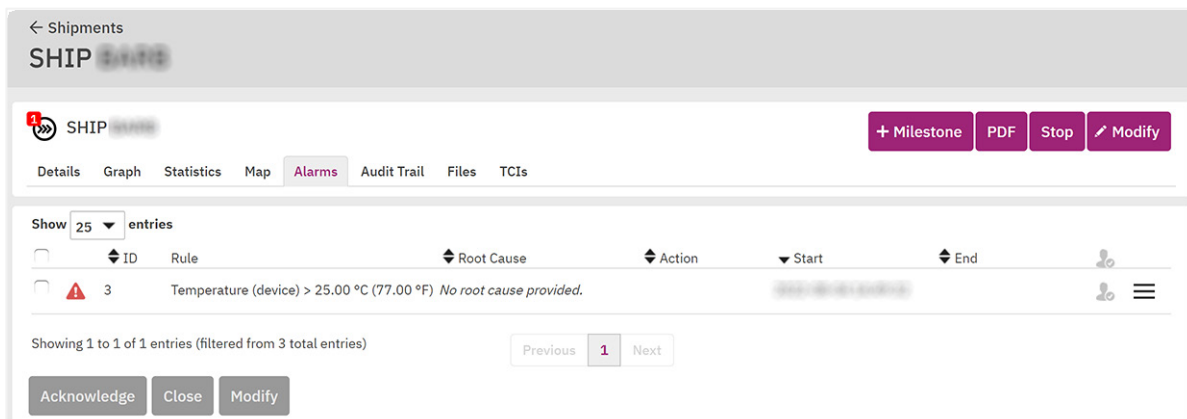 ← Shipments
SHIP
1 SHIP
+ Milestone PDF Stop Modify
Details Graph Statistics Map Alarms Audit Trail Files TCIs
Show 25 entries
ID Rule Root Cause Action Start End
3 Temperature (device) > 25.00 °C (77.00 °F) No root cause provided.
Showing 1 to 1 of 1 entries (filtered from 3 total entries)
Previous 1 Next
Acknowledge Close Modify